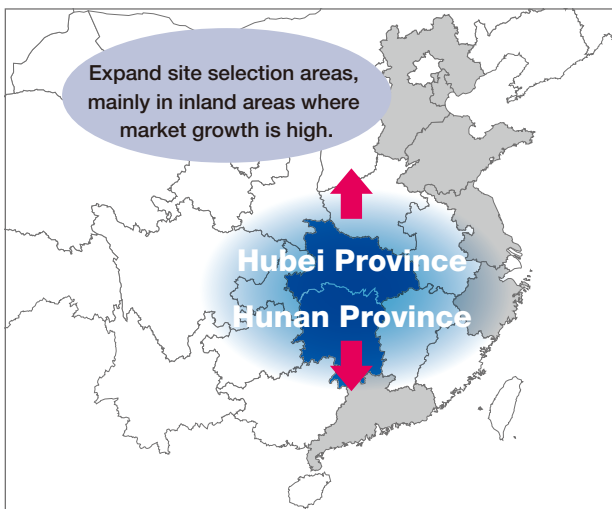 Expand site selection areas,
mainly in inland areas where
market growth is high.
Hubei Province
Hunan Province